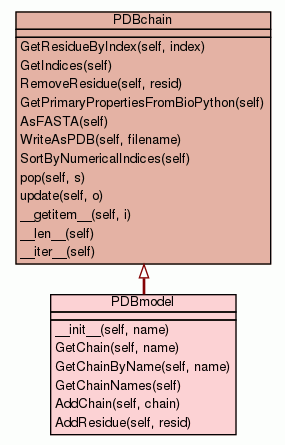 PDBchain
GetResidueByIndex(self, index)
GetIndices(self)
RemoveResidue(self, resid)
GetPrimaryPropertiesFromBioPython(self)
AsFASTA(self)
WriteAsPDB(self, filename)
SortByNumericalIndices(self)
pop(self, s)
update(self, o)
__getitem__(self, i)
__len__(self)
__iter__(self)
PDBmodel
__init__(self, name)
GetChain(self, name)
GetChainByName(self, name)
GetChainNames(self)
AddChain(self, chain)
AddResidue(self, resid)